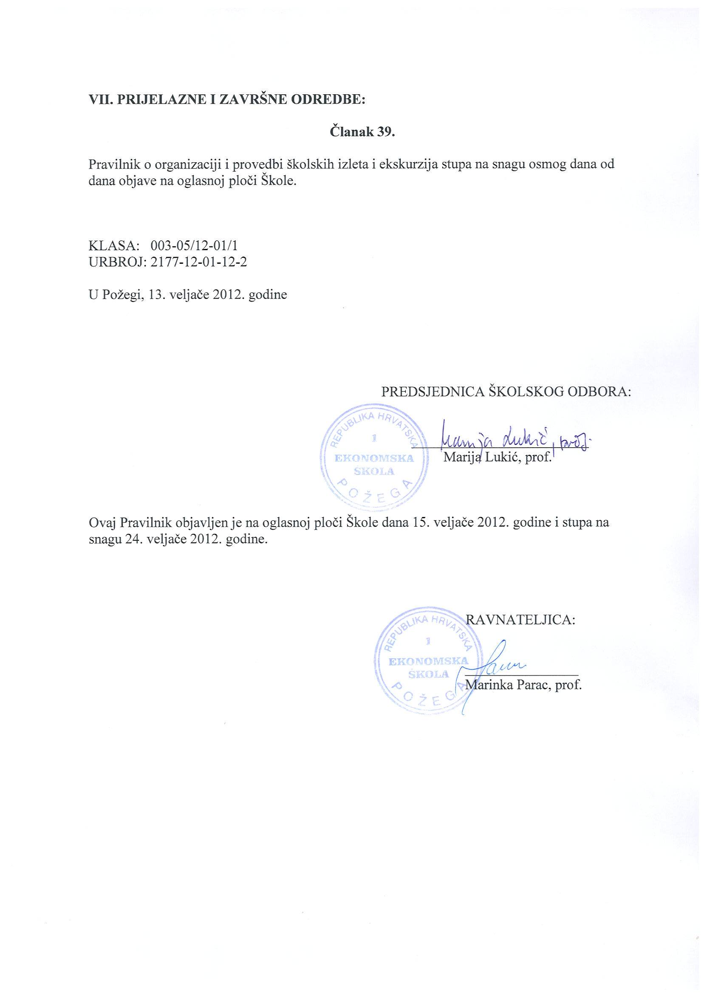 VII. PRIJELAZNE I ZAVRŠNE ODREDBE:
Članak 39.
Pravilnik o organizaciji i provedbi školskih izleta i ekskurzija stupa na snagu osmog dana od
dana objave na oglasnoj ploči Škole.
KLASA: 003-05/12-01/1
URBROJ: 2177-12-01-12-2
U Požegi, 13. veljače 2012. godine
PREDSJEDNICA ŠKOLSKOG ODBORA:
REPUBLIKA HRVATSKA
1
EKONOMSKA
ŠKOLA
POŽEGA
Marija Lukić, prof.
Marija Lukić, prof.
Ovaj Pravilnik objavljen je na oglasnoj ploči Škole dana 15. veljače 2012. godine i stupa na
snagu 24. veljače 2012. godine.
RAVNATELJICA:
REPUBLIKA HRVATSKA
1
EKONOMSKA
ŠKOLA
POŽEGA
Marinka Parac, prof.